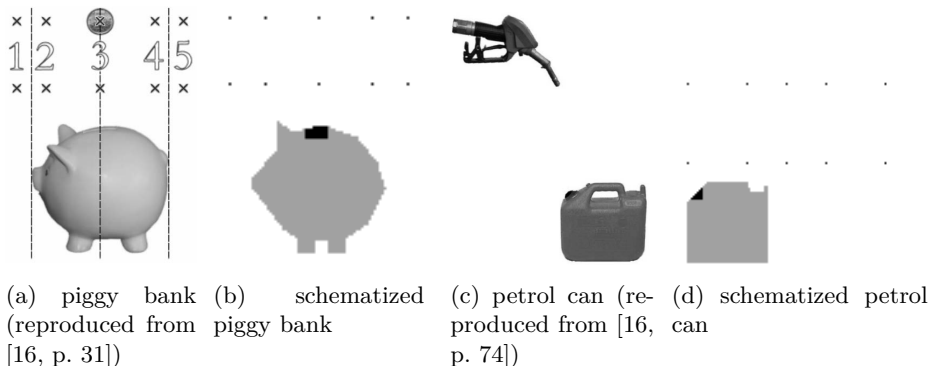 1 2 3 4 5
(a) piggy bank
(reproduced from
[16, p. 31])
(b) schematized
piggy bank
(c) petrol can (re-
produced from [16,
p. 74])
(d) schematized petrol
can